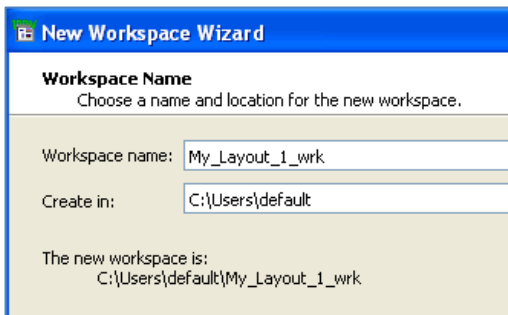 New Workspace Wizard
Workspace Name
Choose a name and location for the new workspace.
Workspace name: My_Layout_1_wrk
Create in: C:\Users\default
The new workspace is:
C:\Users\default\My_Layout_1_wrk